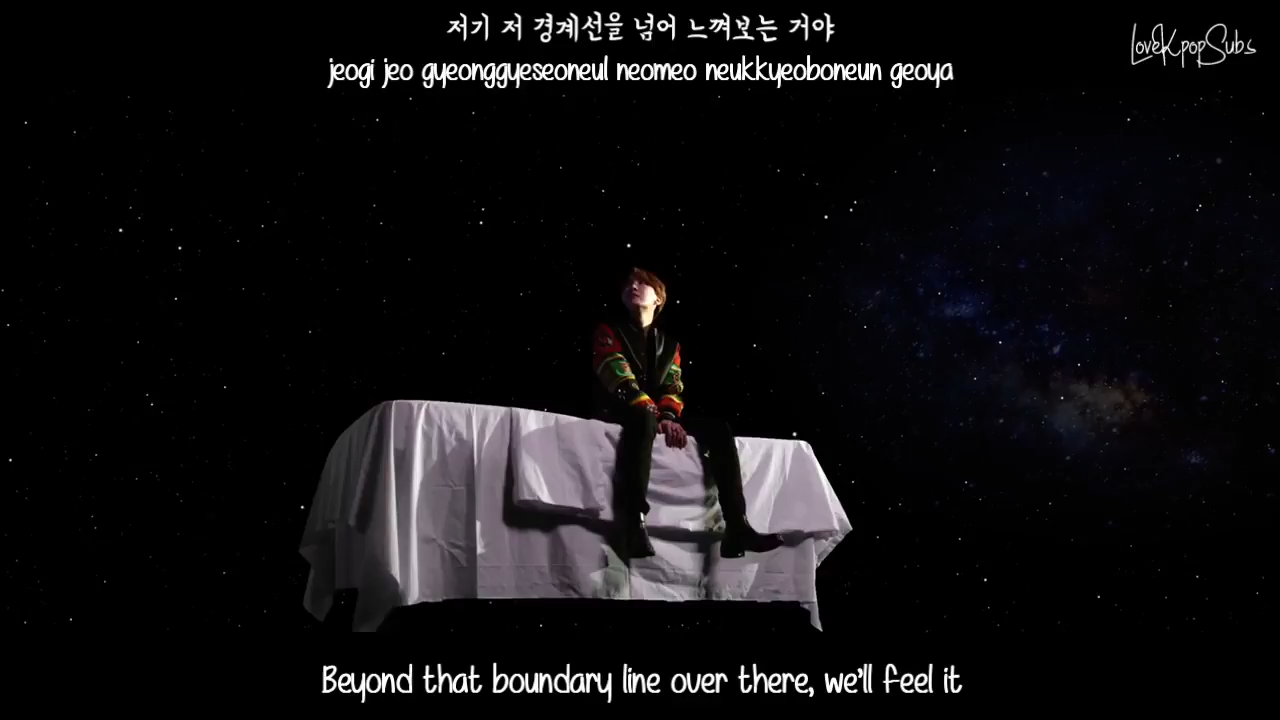 저기 저 경계선을 넘어 느껴보는 거야
LoveKpopSubs
jeogi jeo gyeonggyeseoneul neomeo neukkyeoboneun geoya
Beyond that boundary line over there, we'll feel it